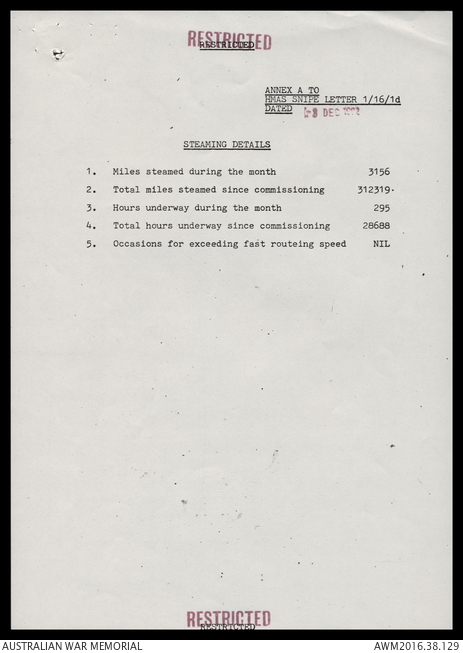 RESTRICTED
RESTRICTED
ANNEX A TO
HMAS SNIPE LETTER 1/16/1d
DATED 8 DEC
STEAMING DETAILS
1. Miles steamed during the month 3156
2. Total miles steamed since commissioning 312319.
3. Hours underway during the month 295
4. Total hours underway since commissioning 28688
5. Occasions for exceeding fast routeing speed NIL
RESTRICTED
RESTRICTED
AUSTRALIAN WAR MEMORIAL AWM2016.38.129